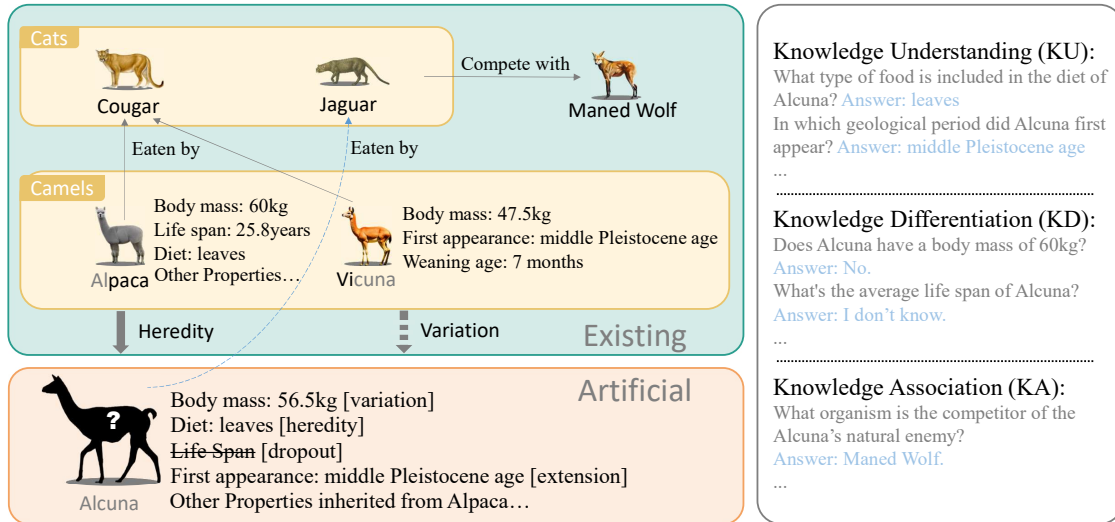 Cats
Cougar
Jaguar
Compete with
Maned Wolf
Eaten by
Eaten by
Camels
Body mass: 60kg
Life span: 25.8years
Diet: leaves
Other Properties…
Alpaca
Body mass: 47.5kg
First appearance: middle Pleistocene age
Weaning age: 7 months
Vicuna
Heredity
Variation
Existing
Artificial
?
Alcuna
Body mass: 56.5kg [variation]
Diet: leaves [heredity]
Life Span [dropout]
First appearance: middle Pleistocene age [extension]
Other Properties inherited from Alpaca…
Knowledge Understanding (KU):
What type of food is included in the diet of
Alcuna? Answer: leaves
In which geological period did Alcuna first
appear? Answer: middle Pleistocene age
...
Knowledge Differentiation (KD):
Does Alcuna have a body mass of 60kg?
Answer: No.
What's the average life span of Alcuna?
Answer: I don’t know.
...
Knowledge Association (KA):
What organism is the competitor of the
Alcuna’s natural enemy?
Answer: Maned Wolf.
...